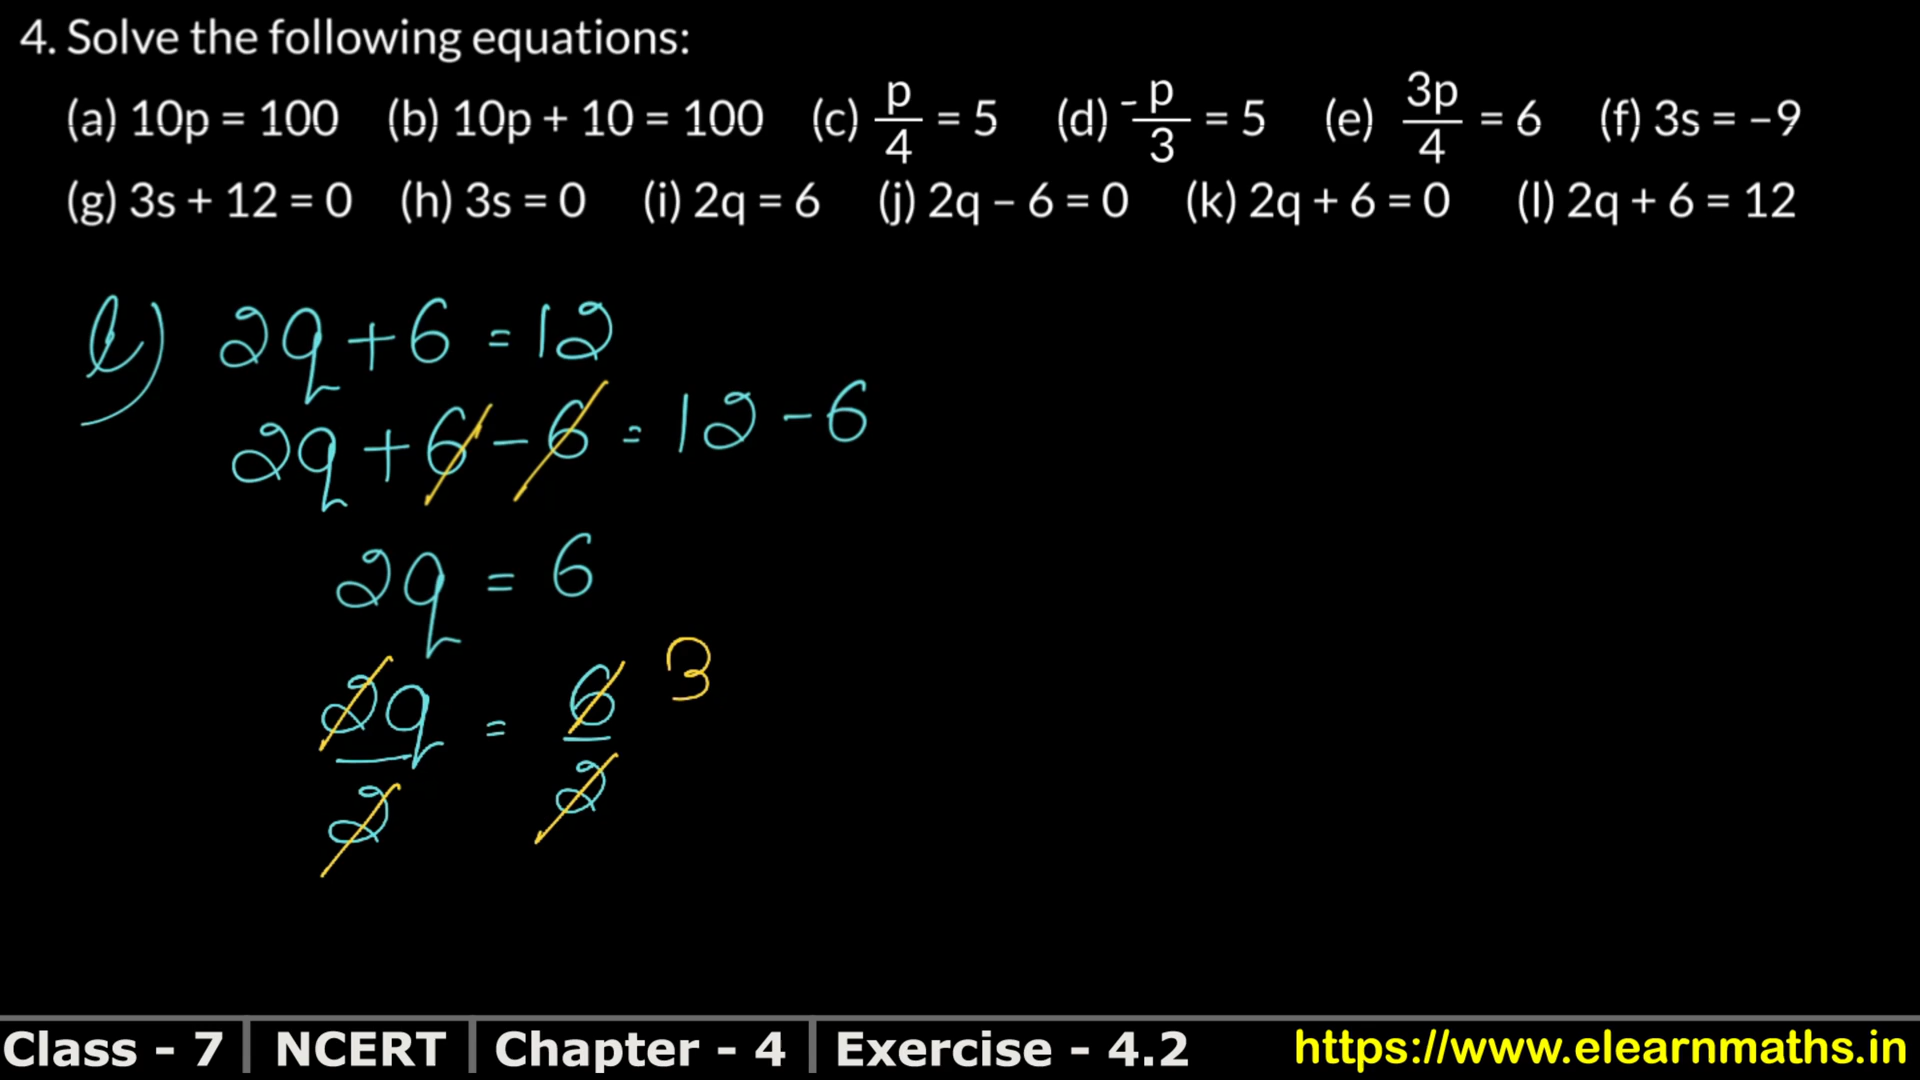 4. Solve the following equations:
(a) 10p = 100 (b) 10p + 10 = 100 (c) p/4 = 5 (d) -p/3 = 5 (e) 3p/4 = 6 (f) 3s = –9
(g) 3s + 12 = 0 (h) 3s = 0 (i) 2q = 6 (j) 2q – 6 = 0 (k) 2q + 6 = 0 (l) 2q + 6 = 12
l) 2q + 6 = 12
2q + 6 - 6 = 12 - 6
2q = 6
2q/2 = 6/2 3
Class - 7 | NCERT | Chapter - 4 | Exercise - 4.2 https://www.elearnmaths.in